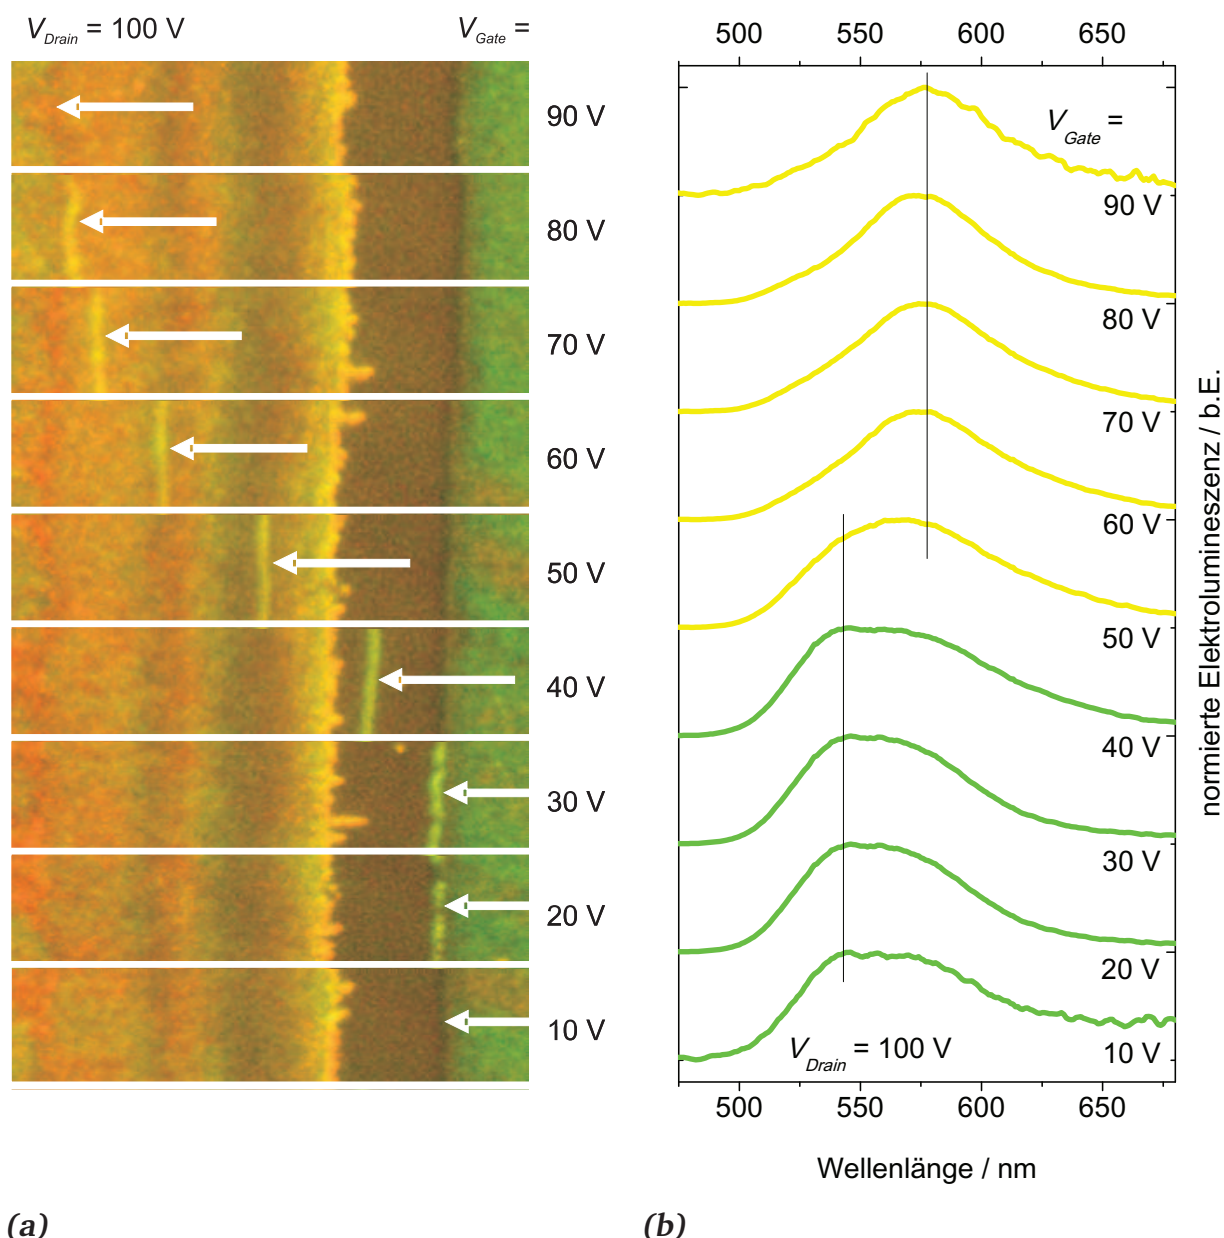 V_Drain = 100 V
V_Gate =
90 V
80 V
70 V
60 V
50 V
40 V
30 V
20 V
10 V
(a)
500 550 600 650
V_Gate =
90 V
80 V
70 V
60 V
50 V
40 V
30 V
20 V
10 V
V_Drain = 100 V
500 550 600 650
Wellenlänge / nm
normierte Elektrolumineszenz / b.E.
(b)